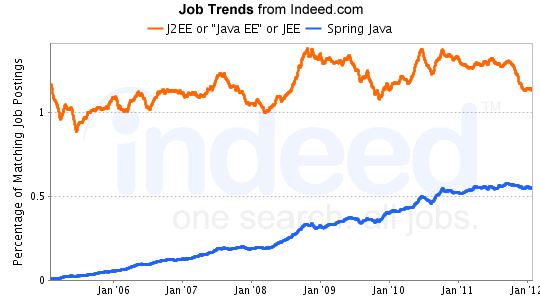 Job Trends from Indeed.com
J2EE or "Java EE" or JEE Spring Java
Percentage of Matching Job Postings
1
0.5
0
indeed™
one search. all jobs.
Jan'06 Jan'07 Jan'08 Jan'09 Jan'10 Jan'11 Jan'12